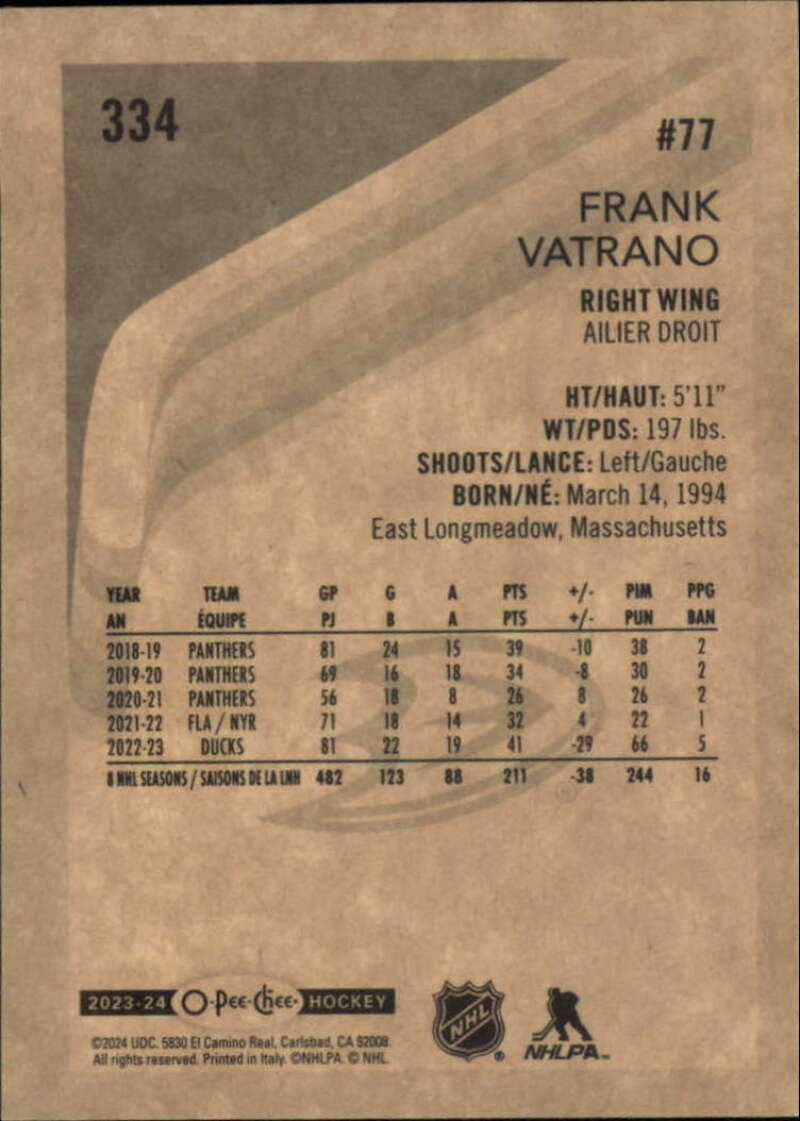 334
#77
FRANK
VATRANO
RIGHT WING
AILIER DROIT
HT/HAUT: 5'11"
WT/PDS: 197 lbs.
SHOOTS/LANCE: Left/Gauche
BORN/NÉ: March 14, 1994
East Longmeadow, Massachusetts
YEAR TEAM GP G A PTS +/- PIM PPG
AN ÉQUIPE PJ B A PTS +/- PUN BAN
2018-19 PANTHERS 81 24 15 39 -10 38 2
2019-20 PANTHERS 69 16 18 34 -8 30 2
2020-21 PANTHERS 56 18 8 26 8 26 2
2021-22 FLA / NYR 71 18 14 32 4 22 1
2022-23 DUCKS 81 22 19 41 -29 66 5
8 NHL SEASONS / SAISONS DE LA LNH 482 123 88 211 -38 244 16
2023-24 O-Pee-Chee HOCKEY
NHL
NHLPA
©2024 UDC. 5830 El Camino Real, Carlsbad, CA 92008.
All rights reserved. Printed in Italy. ©NHLPA. © NHL.